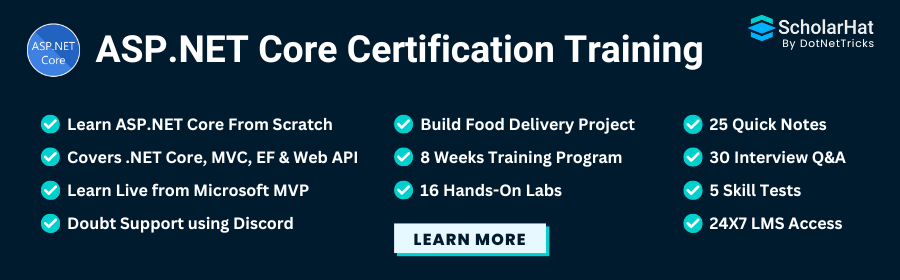 ASP.NET
Core
ASP.NET Core Certification Training
ScholarHat
By DotNetTricks
Learn ASP.NET Core From Scratch
Covers .NET Core, MVC, EF & Web API
Learn Live from Microsoft MVP
Doubt Support using Discord
Build Food Delivery Project
8 Weeks Training Program
16 Hands-On Labs
LEARN MORE
25 Quick Notes
30 Interview Q&A
5 Skill Tests
24X7 LMS Access